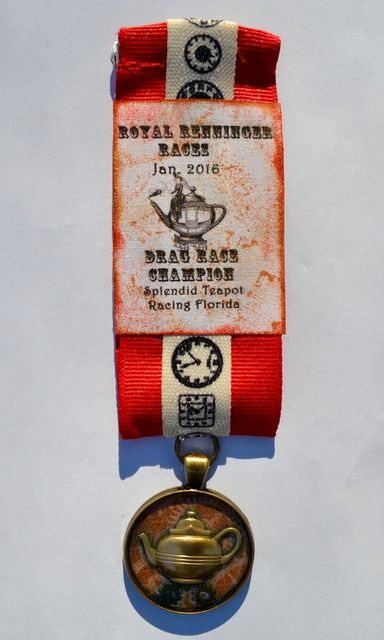 ROYAL RENNINGER
RACES
Jan. 2016
DRAG RACE
CHAMPION
Splendid Teapot
Racing Florida